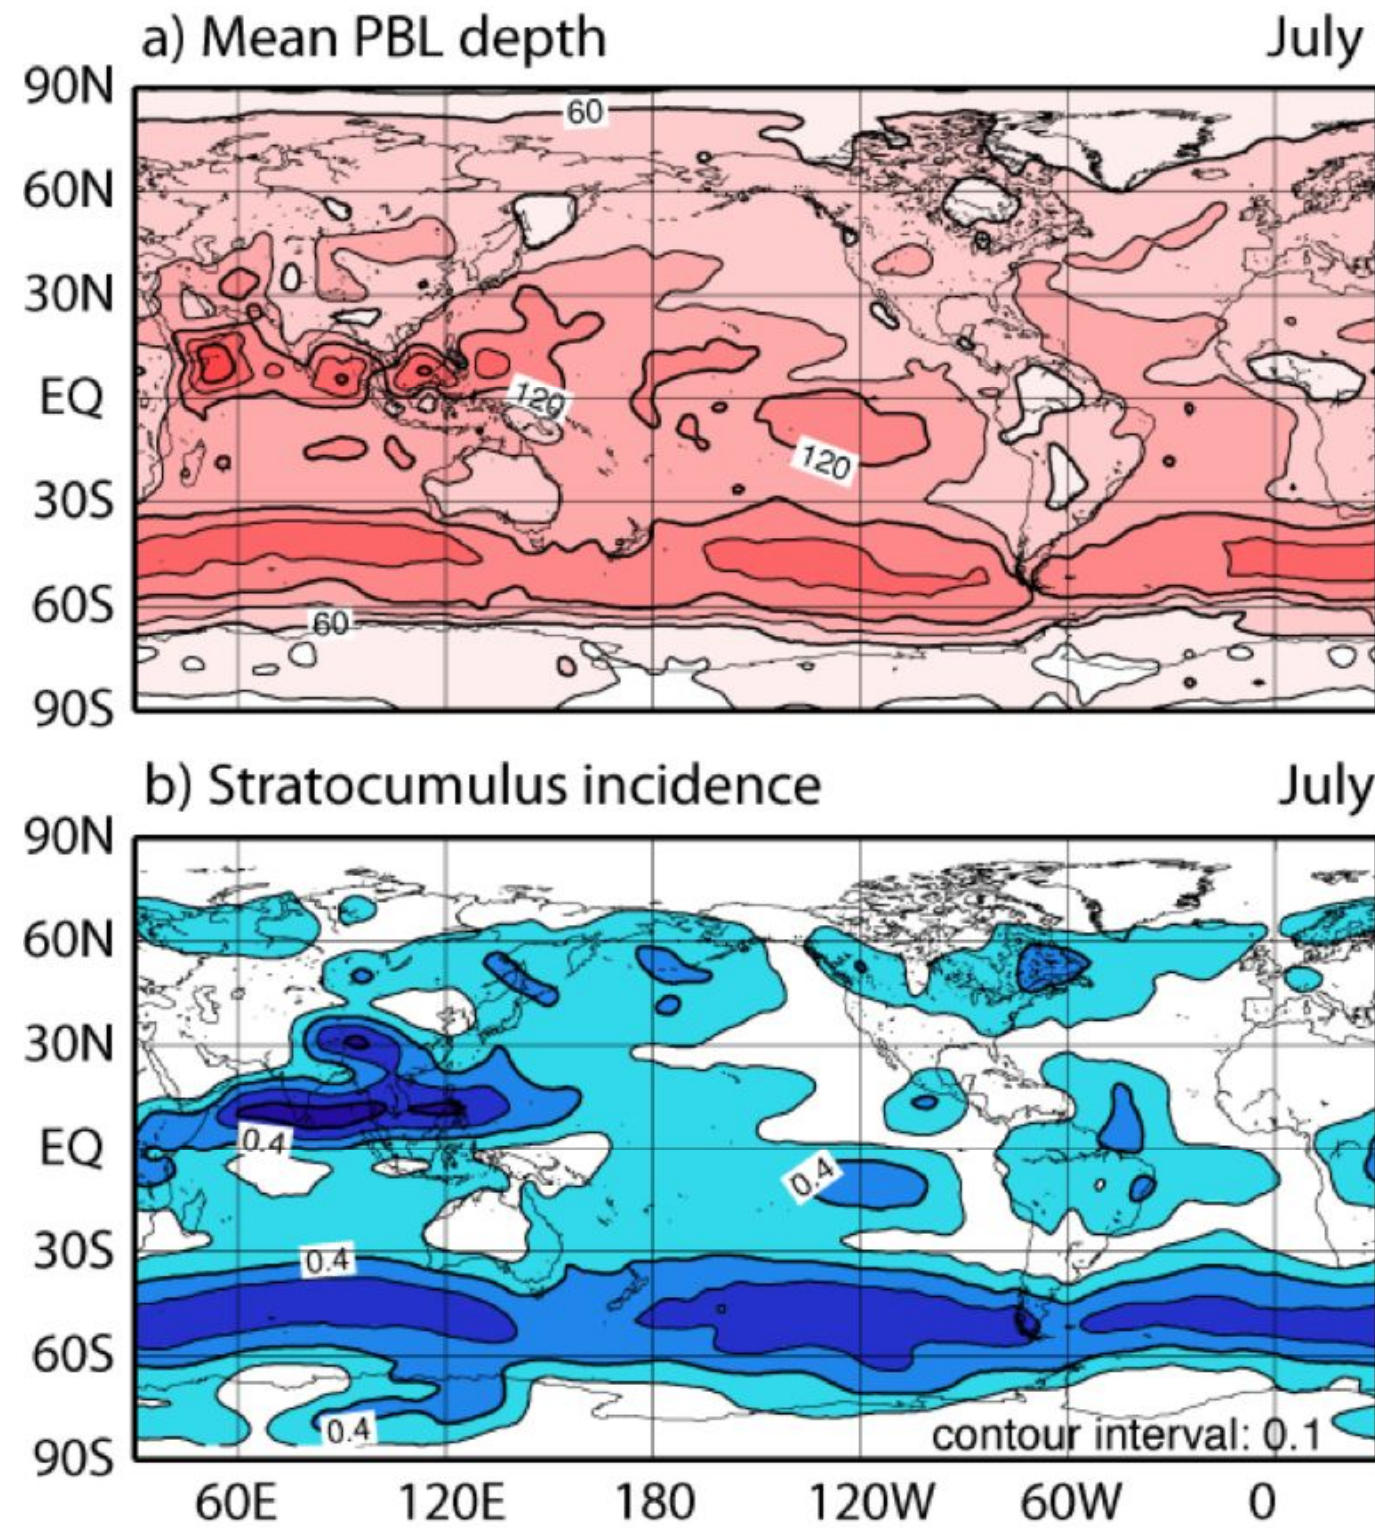 a) Mean PBL depth July
90N
60
60N
30N
EQ
120
120
30S
60S
60
90S
b) Stratocumulus incidence July
90N
60N
30N
0.4
EQ
0.4
30S
0.4
60S
0.4
contour interval: 0.1
90S
60E 120E 180 120W 60W 0